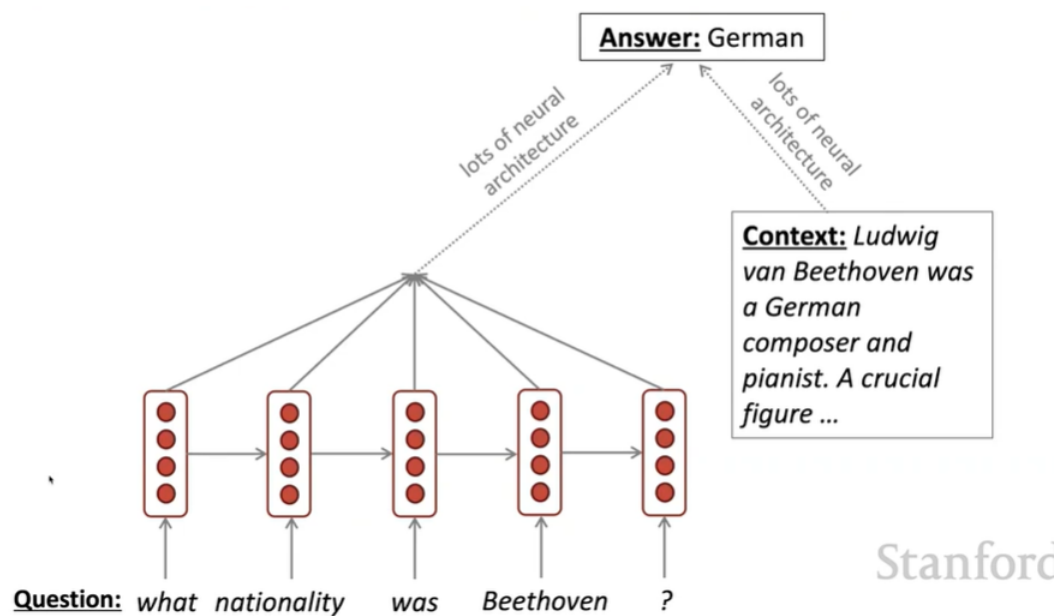 Answer: German
lots of neural
architecture
lots of neural
architecture
Context: Ludwig
van Beethoven was
a German
composer and
pianist. A crucial
figure ...
Question: what nationality was Beethoven ?
Stanford